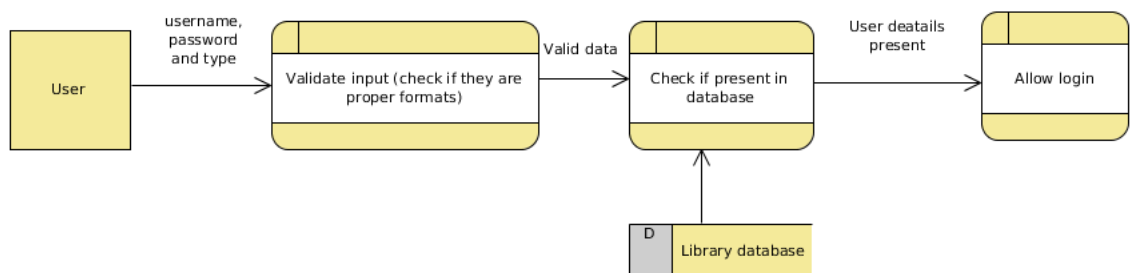 username,
password
and type
User
Validate input (check if they are
proper formats)
Valid data
Check if present in
database
User deatails
present
Allow login
D
Library database